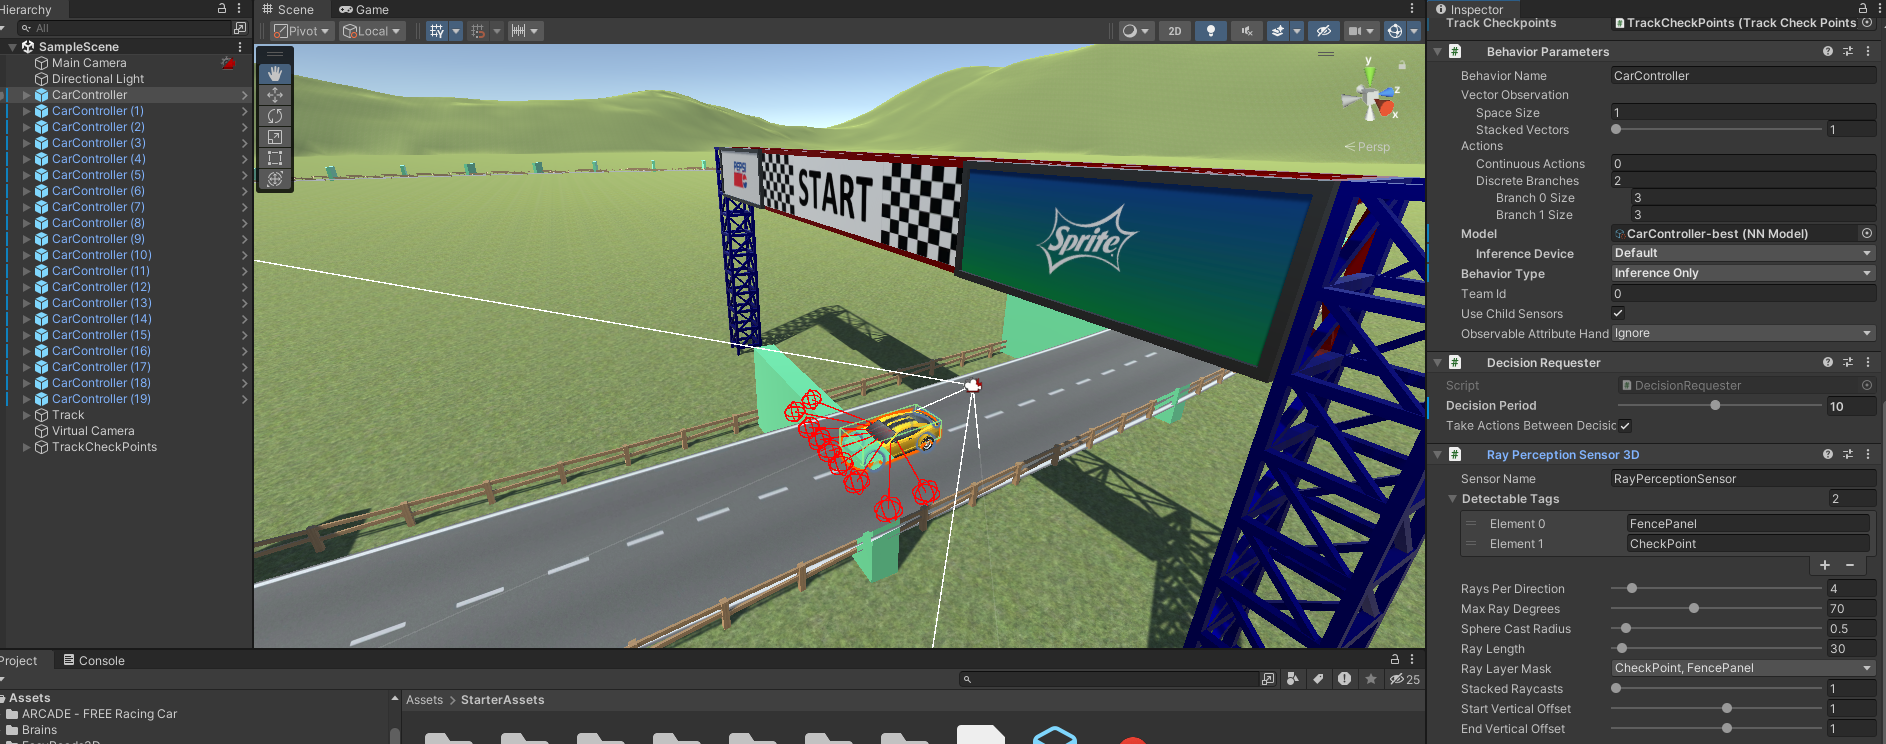 Hierarchy
All
SampleScene
Main Camera
Directional Light
CarController
CarController (1)
CarController (2)
CarController (3)
CarController (4)
CarController (5)
CarController (6)
CarController (7)
CarController (8)
CarController (9)
CarController (10)
CarController (11)
CarController (12)
CarController (13)
CarController (14)
CarController (15)
CarController (16)
CarController (17)
CarController (18)
CarController (19)
Track
Virtual Camera
TrackCheckPoints
Scene
Game
Pivot
Local
2D
y
z
x
Persp
START
Sprite
Inspector
Track Checkpoints
TrackCheckPoints (Track Check Points
Behavior Parameters
Behavior Name
CarController
Vector Observation
Space Size
1
Stacked Vectors
1
Actions
Continuous Actions
0
Discrete Branches
2
Branch 0 Size
3
Branch 1 Size
3
Model
CarController-best (NN Model)
Inference Device
Default
Behavior Type
Inference Only
Team Id
0
Use Child Sensors
Observable Attribute Hand
Ignore
Decision Requester
Script
DecisionRequester
Decision Period
10
Take Actions Between Decisic
Ray Perception Sensor 3D
Sensor Name
RayPerceptionSensor
Detectable Tags
2
Element 0
FencePanel
Element 1
CheckPoint
Rays Per Direction
4
Max Ray Degrees
70
Sphere Cast Radius
0.5
Ray Length
30
Ray Layer Mask
CheckPoint, FencePanel
Stacked Raycasts
1
Start Vertical Offset
1
End Vertical Offset
1
Project
Console
25
Assets
ARCADE - FREE Racing Car
Brains
Assets > StarterAssets